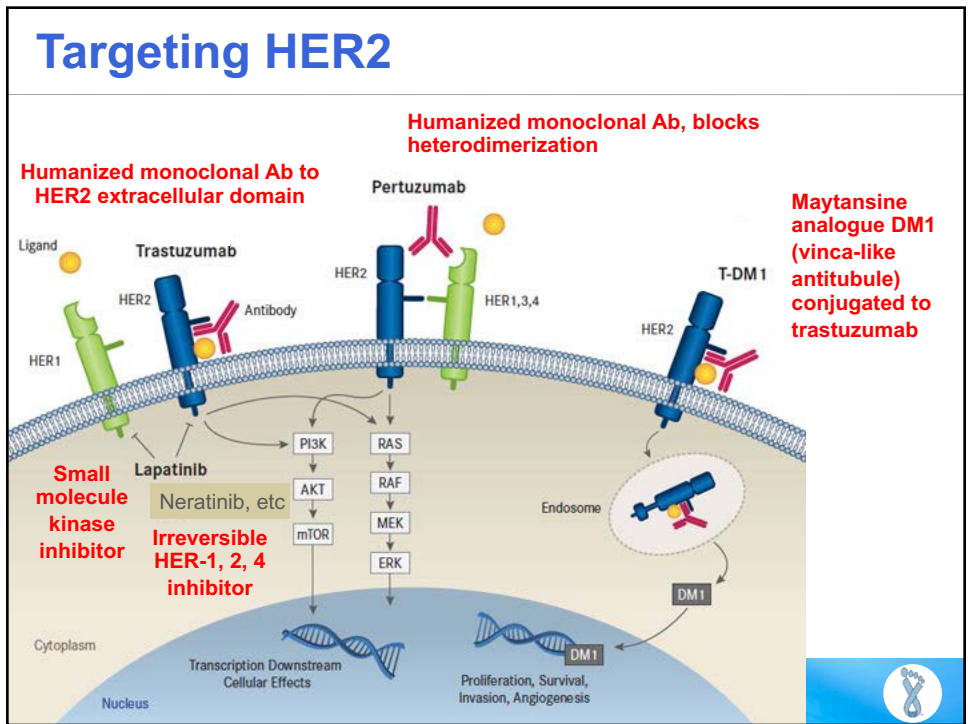 Targeting HER2
Humanized monoclonal Ab, blocks
heterodimerization
Humanized monoclonal Ab to
HER2 extracellular domain
Pertuzumab
Maytansine
analogue DM1
(vinca-like
antitubule)
conjugated to
trastuzumab
Ligand
Trastuzumab
HER2
T-DM1
HER2
Antibody
HER1,3,4
HER2
HER1
PI3K
RAS
Small
molecule
kinase
inhibitor
Lapatinib
Neratinib, etc
AKT
RAF
Endosome
mTOR
MEK
Irreversible
HER-1, 2, 4
inhibitor
ERK
DM1
Cytoplasm
DM1
Transcription Downstream
Cellular Effects
Proliferation, Survival,
Invasion, Angiogenesis
Nucleus